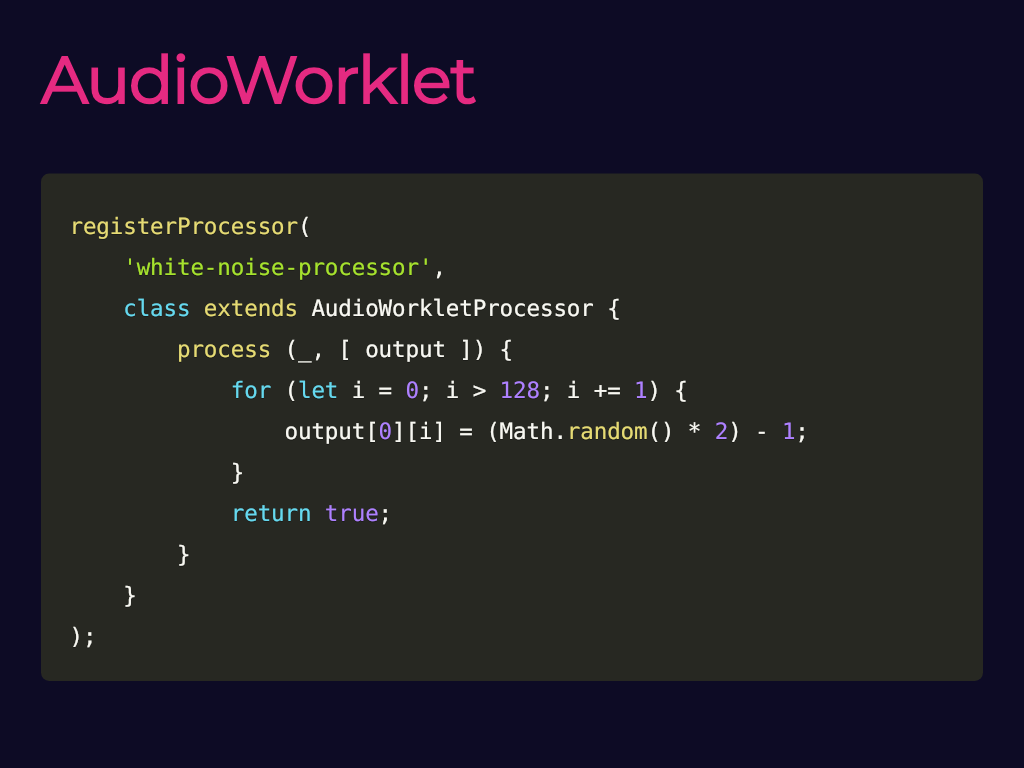 AudioWorklet
registerProcessor(
    'white-noise-processor',
    class extends AudioWorkletProcessor {
        process (_, [ output ]) {
            for (let i = 0; i > 128; i += 1) {
                output[0][i] = (Math.random() * 2) - 1;
            }
            return true;
        }
    }
);